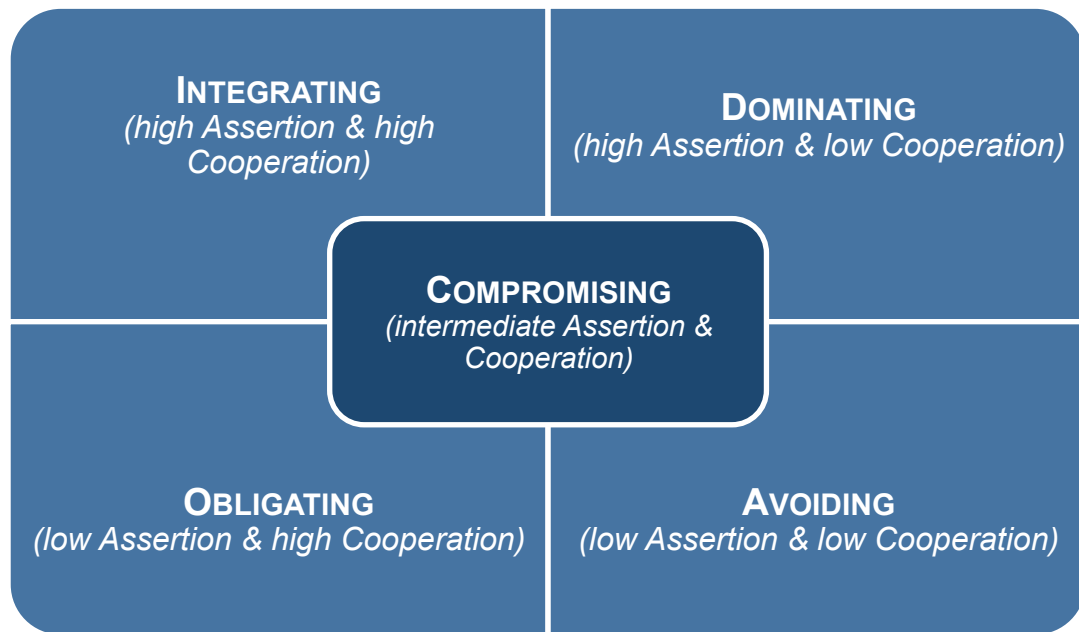 INTEGRATING
(high Assertion & high
Cooperation)
DOMINATING
(high Assertion & low Cooperation)
COMPROMISING
(intermediate Assertion &
Cooperation)
OBLIGATING
(low Assertion & high Cooperation)
AVOIDING
(low Assertion & low Cooperation)